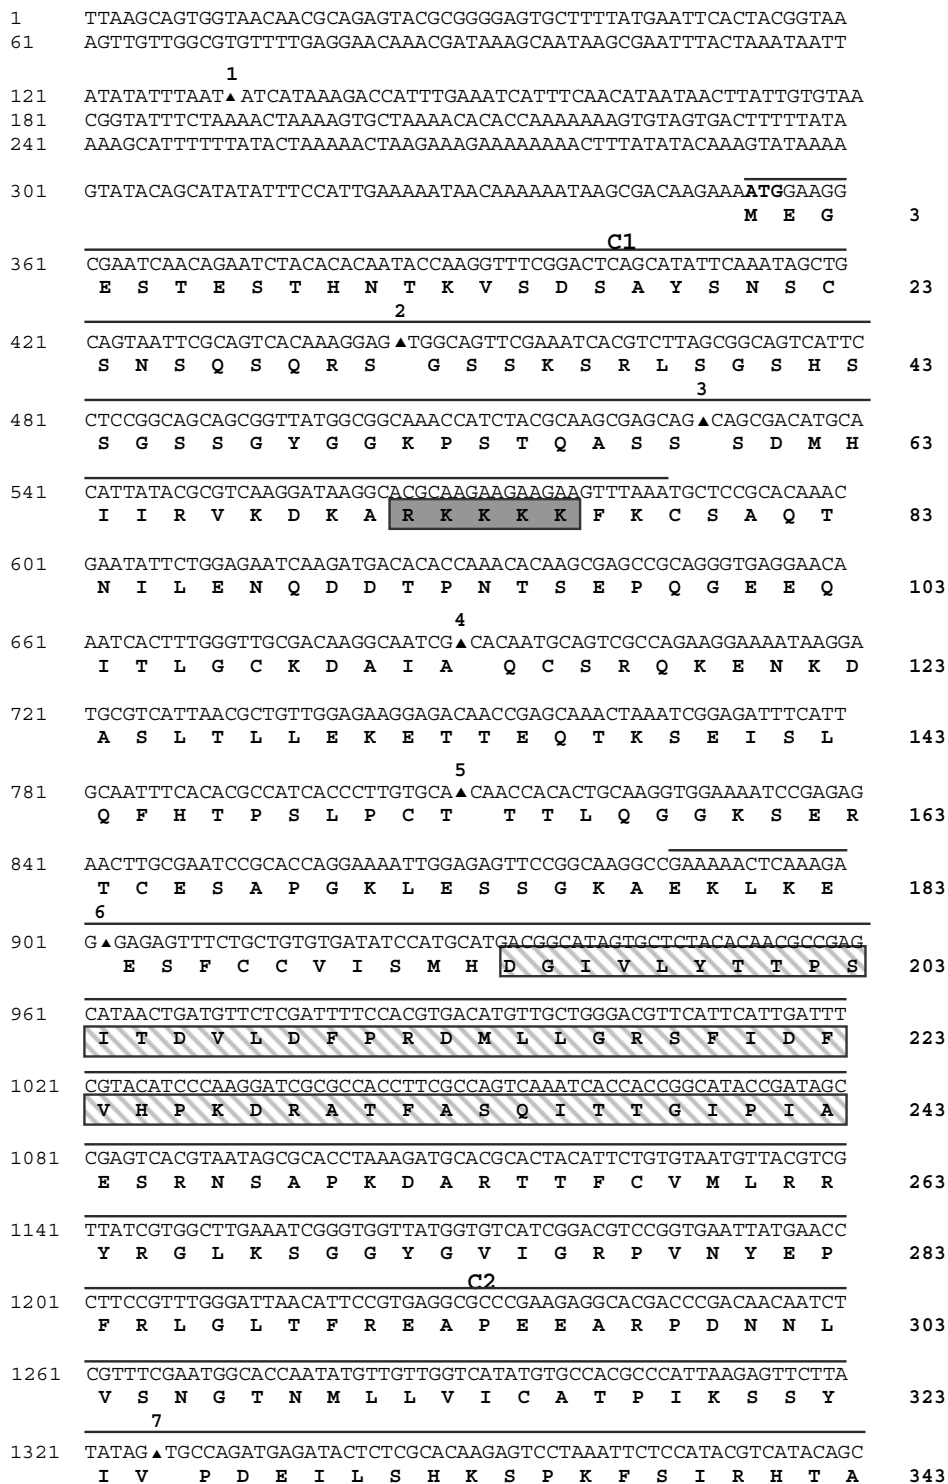 1 TTAAGCAGTGGTAACAACGCAGAGTACGCGGGGAGTGCTTTTATGAATTCACTACGGTAA
61 AGTTGTTGGCGTGTTTTGAGGAACAAACGATAAAGCAATAAGCGAATTTACTAAATAATT
1
121 ATATATTTAAT▲ATCATAAAGACCATTTGAAATCATTTCAACATAATAACTTATTGTGTAA
181 CGGTATTTCTAAAACTAAAAGTGCTAAAACACACCAAAAAAAGTGTAGTGACTTTTTATA
241 AAAGCATTTTTTATACTAAAAACTAAGAAAGAAAAAAAACTTTATATACAAAGTATAAAA
301 GTATACAGCATATATTTCCATTGAAAAATAACAAAAAATAAGCGACAAGAAAATGGAAGG
M E G 3
C1
361 CGAATCAACAGAATCTACACACAATACCAAGGTTTCGGACTCAGCATATTCAAATAGCTG
E S T E S T H N T K V S D S A Y S N S C 23
2
421 CAGTAATTCGCAGTCACAAAGGAG▲TGGCAGTTCGAAATCACGTCTTAGCGGCAGTCATTC
S N S Q S Q R S G S S K S R L S G S H S 43
3
481 CTCCGGCAGCAGCGGTTATGGCGGCAAACCATCTACGCAAGCGAGCAG▲CAGCGACATGCA
S G S S G Y G G K P S T Q A S S S D M H 63
541 CATTATACGCGTCAAGGATAAGGCACGCAAGAAGAAGAAGTTTAAATGCTCCGCACAAAC
I I R V K D K A R K K K K F K C S A Q T 83
601 GAATATTCTGGAGAATCAAGATGACACACCAAACACAAGCGAGCCGCAGGGTGAGGAACA
N I L E N Q D D T P N T S E P Q G E E Q 103
4
661 AATCACTTTGGGTTGCGACAAGGCAATCG▲CACAATGCAGTCGCCAGAAGGAAAATAAGGA
I T L G C K D A I A Q C S R Q K E N K D 123
721 TGCGTCATTAACGCTGTTGGAGAAGGAGACAACCGAGCAAACTAAATCGGAGATTTCATT
A S L T L L E K E T T E Q T K S E I S L 143
5
781 GCAATTTCACACGCCATCACCCTTGTGCA▲CAACCACACTGCAAGGTGGAAAATCCGAGAG
Q F H T P S L P C T T T L Q G G K S E R 163
841 AACTTGCGAATCCGCACCAGGAAAATTGGAGAGTTCCGGCAAGGCCGAAAAACTCAAAGA
T C E S A P G K L E S S G K A E K L K E 183
6
901 G▲GAGAGTTTCTGCTGTGTGATATCCATGCATGACGGCATAGTGCTCTACACAACGCCGAG
E S F C C V I S M H D G I V L Y T T P S 203
961 CATAACTGATGTTCTCGATTTTCCACGTGACATGTTGCTGGGACGTTCATTCATTGATTT
I T D V L D F P R D M L L G R S F I D F 223
1021 CGTACATCCCAAGGATCGCGCCACCTTCGCCAGTCAAATCACCACCGGCATACCGATAGC
V H P K D R A T F A S Q I T T G I P I A 243
1081 CGAGTCACGTAATAGCGCACCTAAAGATGCACGCACTACATTCTGTGTAATGTTACGTCG
E S R N S A P K D A R T T F C V M L R R 263
1141 TTATCGTGGCTTGAAATCGGGTGGTTATGGTGTCATCGGACGTCCGGTGAATTATGAACC
Y R G L K S G G Y G V I G R P V N Y E P 283
C2
1201 CTTCCGTTTGGGATTAACATTCCGTGAGGCGCCCGAAGAGGCACGACCCGACAACAATCT
F R L G L T F R E A P E E A R P D N N L 303
1261 CGTTTCGAATGGCACCAATATGTTGTTGGTCATATGTGCCACGCCCATTAAGAGTTCTTA
V S N G T N M L L V I C A T P I K S S Y 323
7
1321 TATAG▲TGCCAGATGAGATACTCTCGCACAAGAGTCCTAAATTCTCCATACGTCATACAGC
I V P D E I L S H K S P K F S I R H T A 343